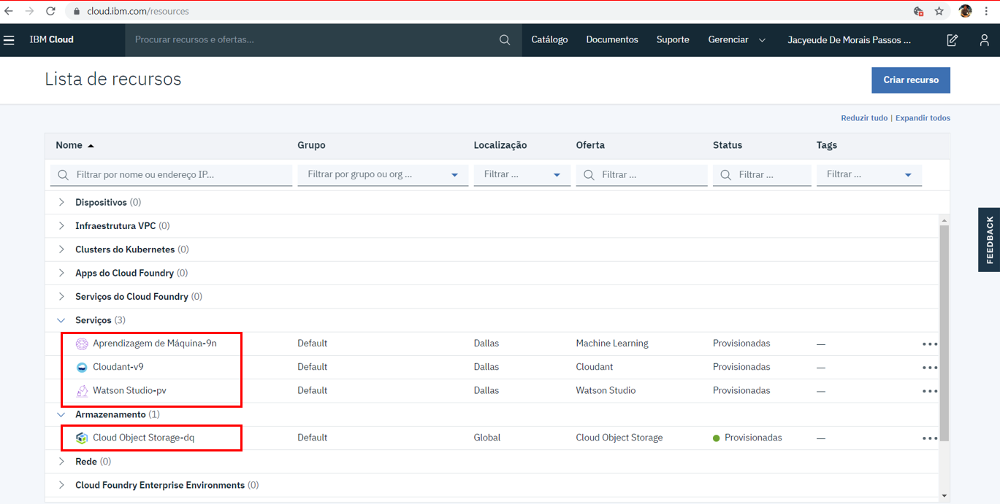 cloud.ibm.com/resources
IBM Cloud Procurar recursos e ofertas... Catálogo Documentos Suporte Gerenciar Jacyeude De Morais Passos ...
Lista de recursos
Criar recurso
Reduzir tudo | Expandir todos
Nome Grupo Localização Oferta Status Tags
Filtrar por nome ou endereço IP... Filtrar por grupo ou org ... Filtrar ... Filtrar ... Filtrar ... Filtrar ...
Dispositivos (0)
Infraestrutura VPC (0)
Clusters do Kubernetes (0)
Apps do Cloud Foundry (0)
Serviços do Cloud Foundry (0)
Serviços (3)
Aprendizagem de Máquina-9n Default Dallas Machine Learning Provisionadas —
Cloudant-v9 Default Dallas Cloudant Provisionadas —
Watson Studio-pv Default Dallas Watson Studio Provisionadas —
Armazenamento (1)
Cloud Object Storage-dq Default Global Cloud Object Storage Provisionadas —
Rede (0)
Cloud Foundry Enterprise Environments (0)
FEEDBACK